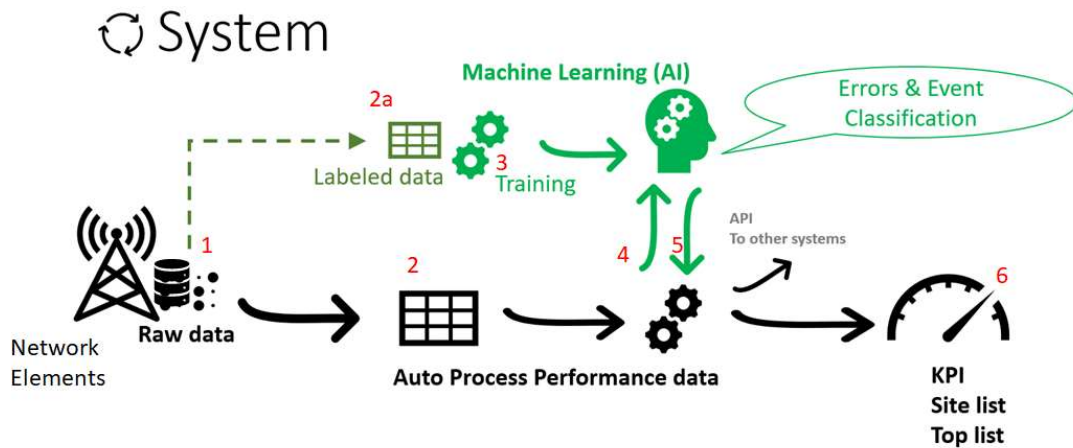 System
Machine Learning (AI)
Errors & Event
Classification
2a
3
Labeled data
Training
1
API
To other systems
4
5
2
6
Raw data
Network
Elements
Auto Process Performance data
KPI
Site list
Top list